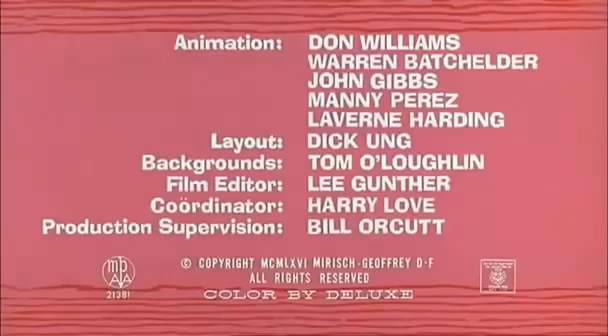 Animation: DON WILLIAMS
WARREN BATCHELDER
JOHN GIBBS
MANNY PEREZ
LAVERNE HARDING
Layout: DICK UNG
Backgrounds: TOM O'LOUGHLIN
Film Editor: LEE GUNTHER
Coördinator: HARRY LOVE
Production Supervision: BILL ORCUTT
© COPYRIGHT MCMLXVI MIRISCH-GEOFFREY D-F
ALL RIGHTS RESERVED
COLOR BY DELUXE
21381